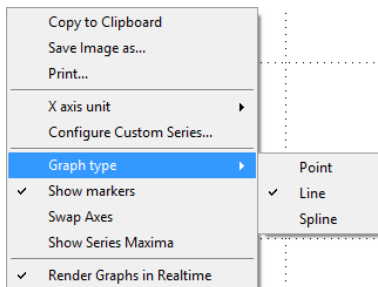 Copy to Clipboard
Save Image as...
Print...
X axis unit
Configure Custom Series...
Graph type
Point
Show markers
Line
Swap Axes
Spline
Show Series Maxima
Render Graphs in Realtime